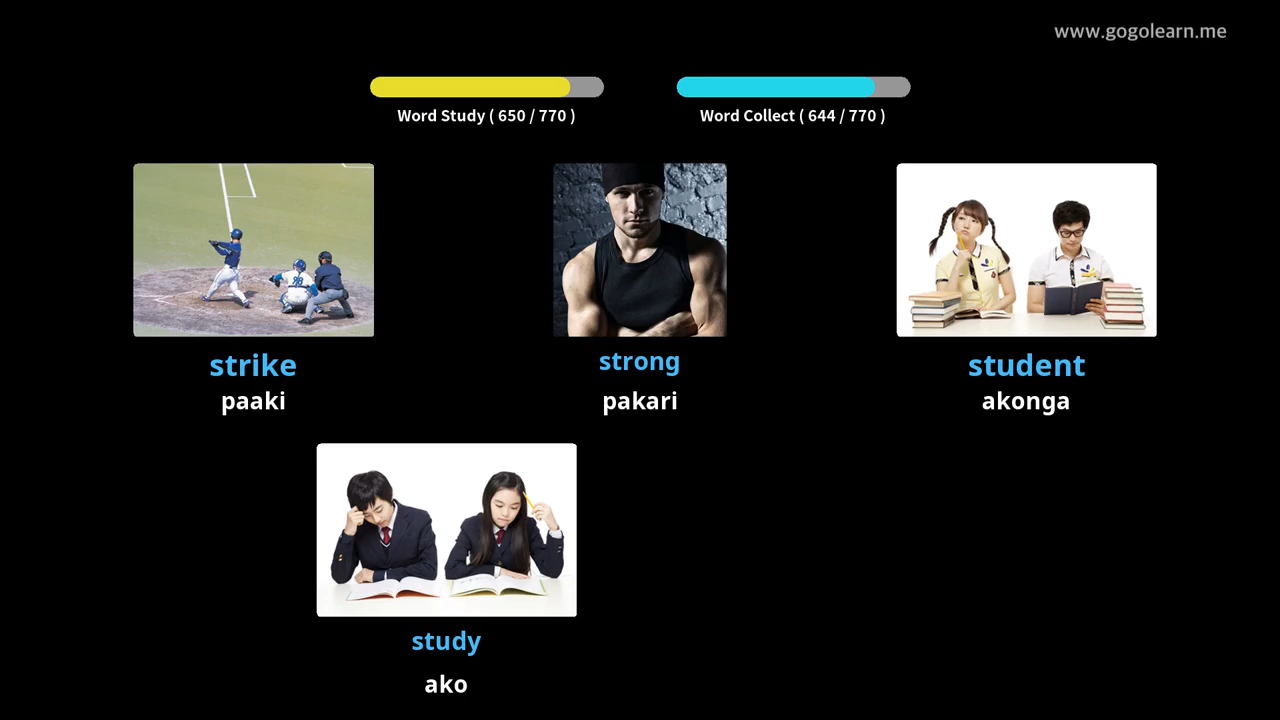 www.gogolearn.me
Word Study ( 650 / 770 )
Word Collect ( 644 / 770 )
strike
paaki
strong
pakari
student
akonga
study
ako